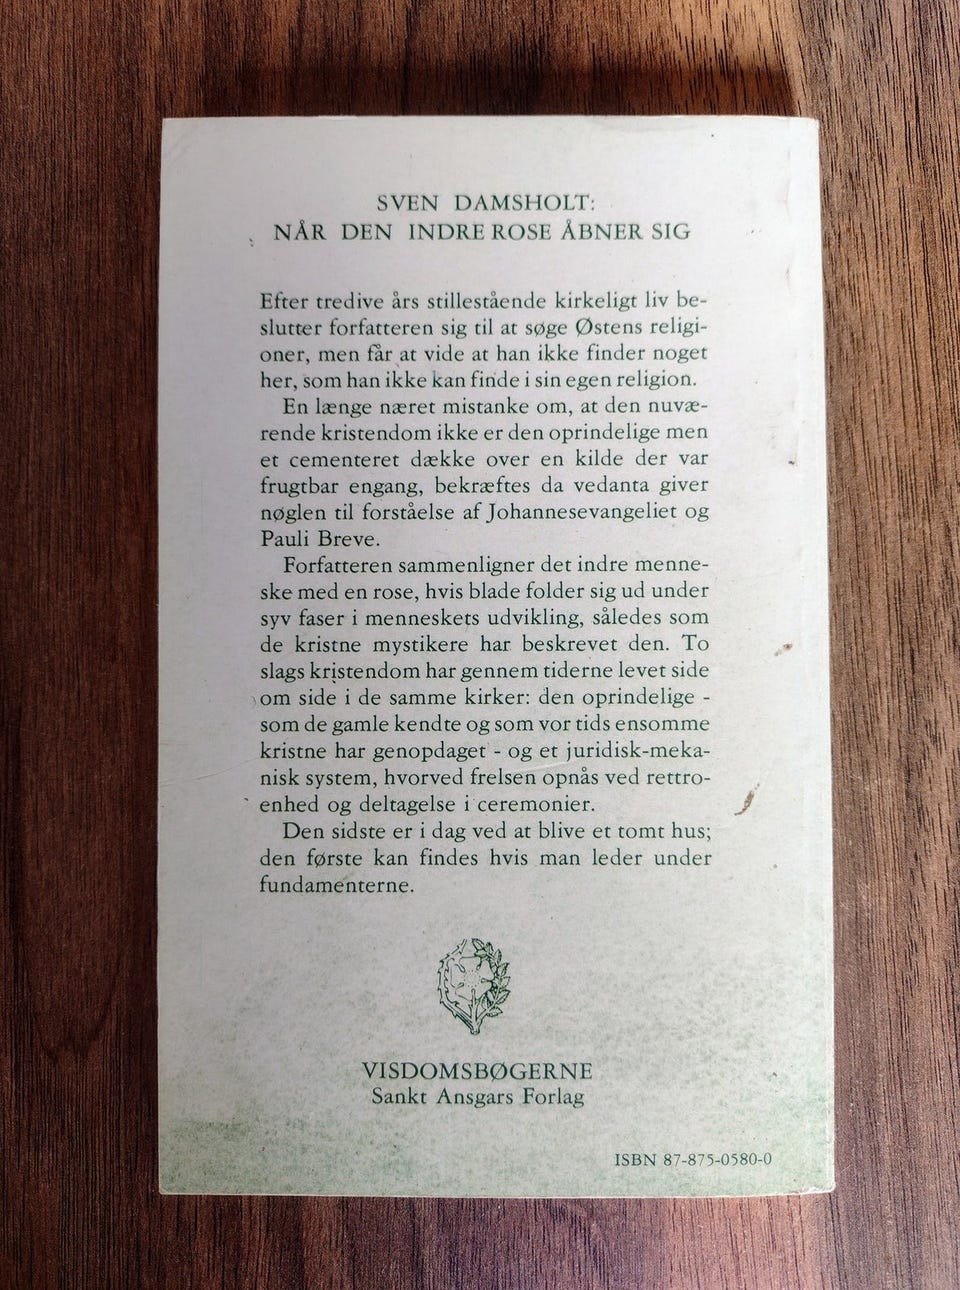 SVEN DAMSHOLT:
NÅR DEN INDRE ROSE ÅBNER SIG
Efter tredive års stillestående kirkeligt liv be-
slutter forfatteren sig til at søge Østens religi-
oner, men får at vide at han ikke finder noget
her, som han ikke kan finde i sin egen religion.
En længe næret mistanke om, at den nuvæ-
rende kristendom ikke er den oprindelige men
et cementeret dække over en kilde der var
frugtbar engang, bekræftes da vedanta giver
nøglen til forståelse af Johannesevangeliet og
Pauli Breve.
Forfatteren sammenligner det indre menne-
ske med en rose, hvis blade folder sig ud under
syv faser i menneskets udvikling, således som
de kristne mystikere har beskrevet den. To
slags kristendom har gennem tiderne levet side
om side i de samme kirker: den oprindelige -
som de gamle kendte og som vor tids ensomme
kristne har genopdaget - og et juridisk-meka-
nisk system, hvorved frelsen opnås ved rettro-
enhed og deltagelse i ceremonier.
Den sidste er i dag ved at blive et tomt hus;
den første kan findes hvis man leder under
fundamenterne.
VISDOMSBØGERNE
Sankt Ansgars Forlag
ISBN 87-875-0580-0